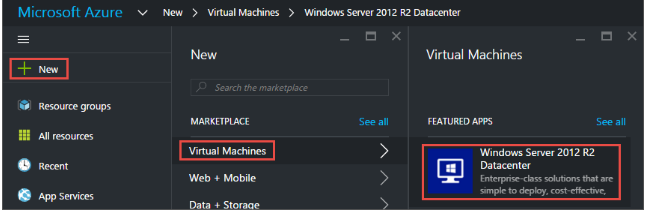 Microsoft Azure New > Virtual Machines > Windows Server 2012 R2 Datacenter
New
Resource groups
All resources
Recent
App Services
New
Search the marketplace
MARKETPLACE See all
Virtual Machines
Web + Mobile
Data + Storage
Virtual Machines
FEATURED APPS See all
Windows Server 2012 R2
Datacenter
Enterprise-class solutions that are
simple to deploy, cost-effective,